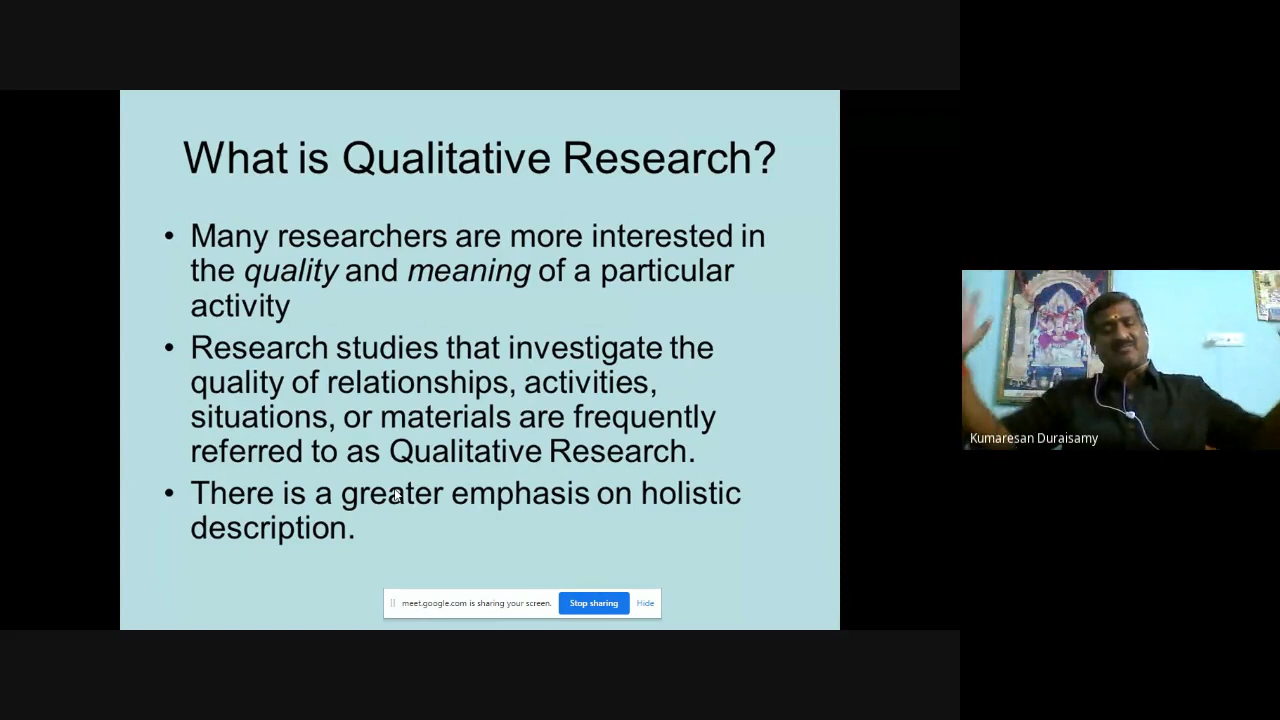 What is Qualitative Research?
• Many researchers are more interested in
the quality and meaning of a particular
activity
• Research studies that investigate the
quality of relationships, activities,
situations, or materials are frequently
referred to as Qualitative Research.
• There is a greater emphasis on holistic
description.
meet.google.com is sharing your screen. Stop sharing Hide
Kumaresan Duraisamy